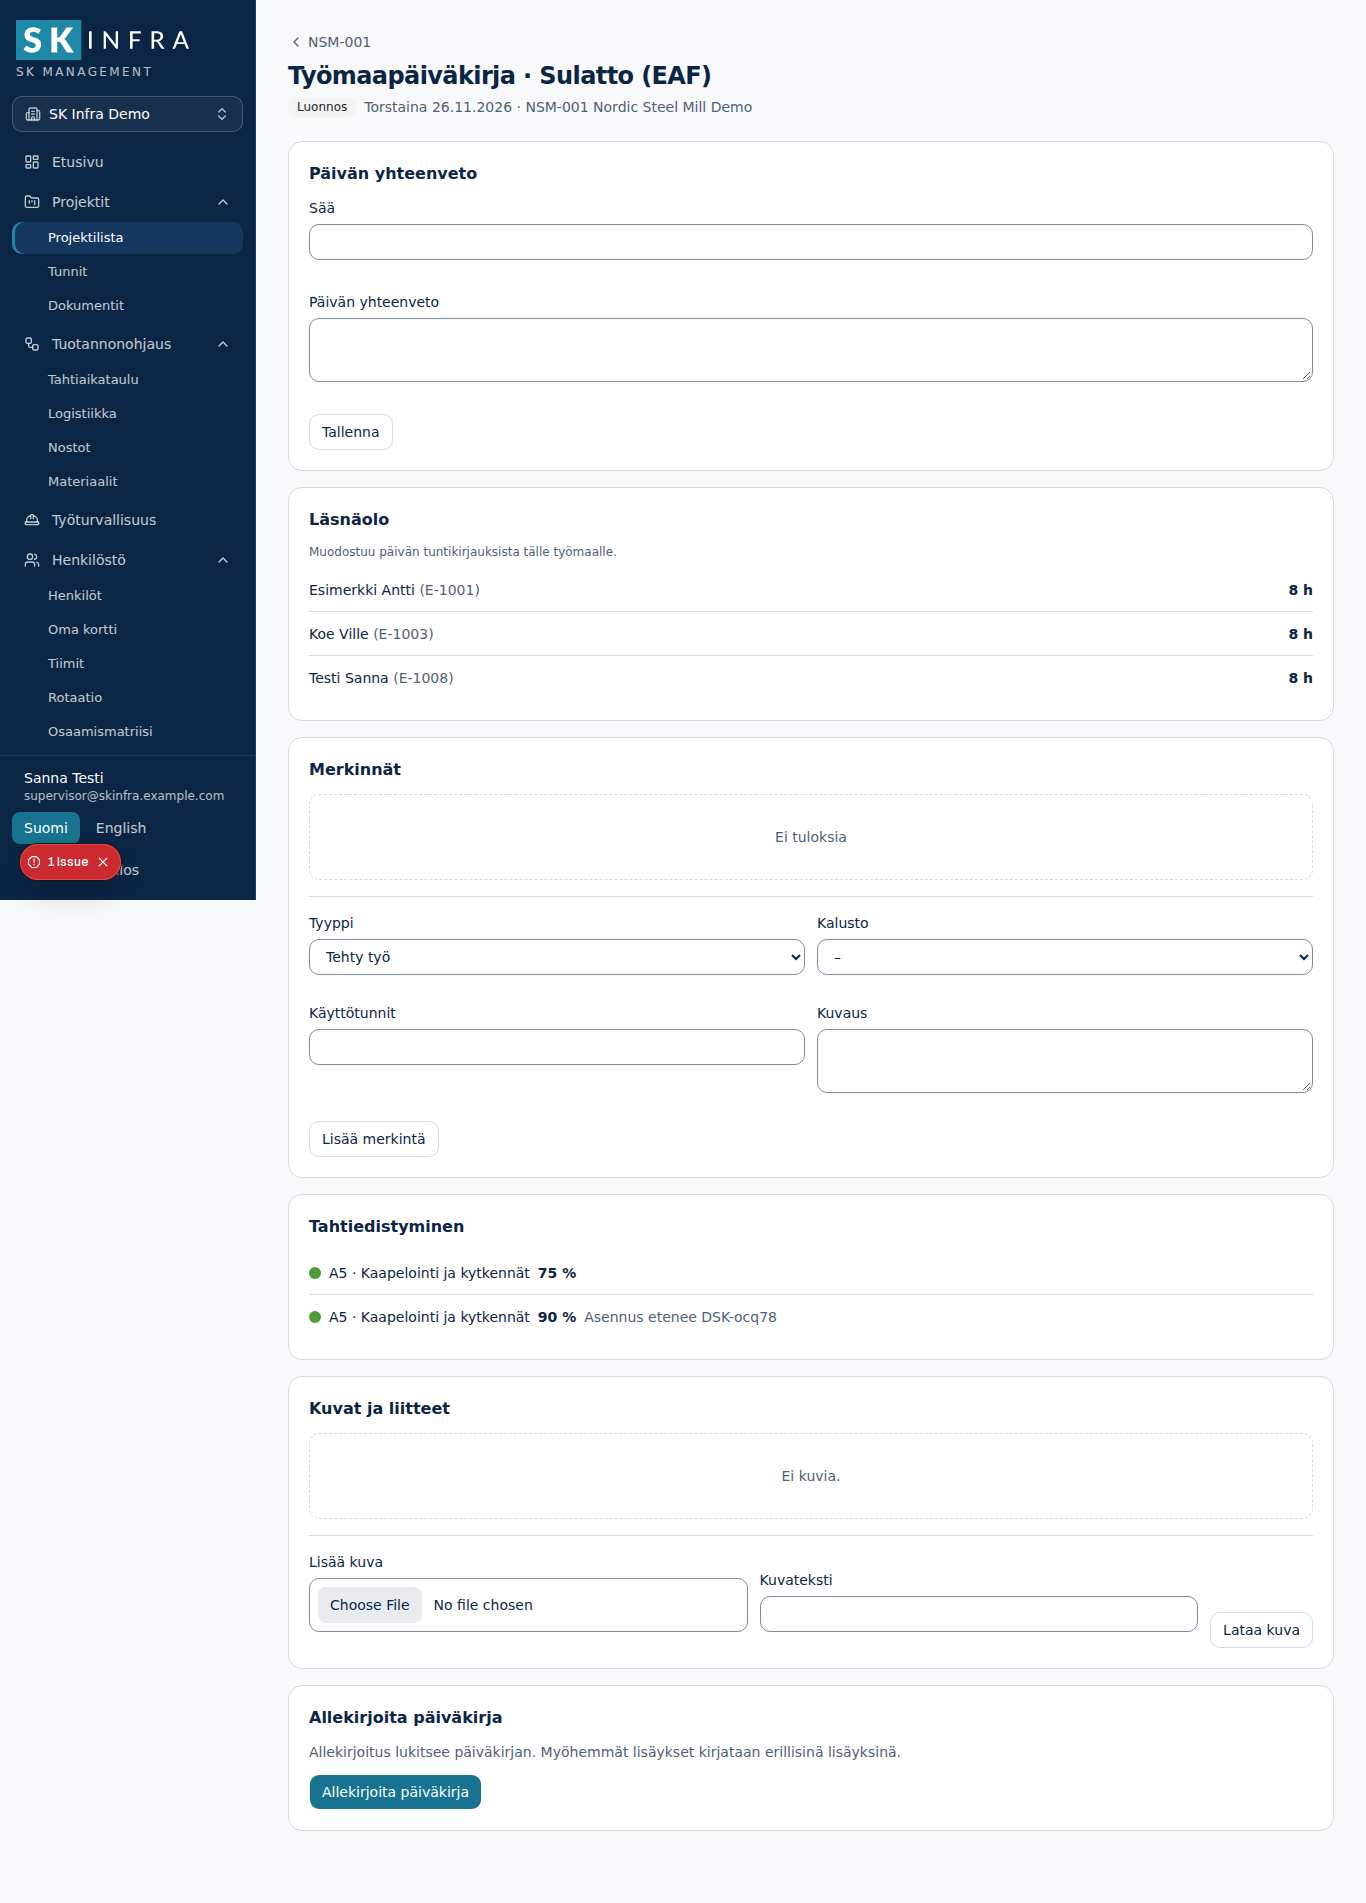 SK INFRA
SK MANAGEMENT
SK Infra Demo
Etusivu
Projektit
Projektilista
Tunnit
Dokumentit
Tuotannonohjaus
Tahtiaikataulu
Logistiikka
Nostot
Materiaalit
Työturvallisuus
Henkilöstö
Henkilöt
Oma kortti
Tiimit
Rotaatio
Osaamismatriisi
Sanna Testi
supervisor@skinfra.example.com
Suomi English
1 Issue
NSM-001
Työmaapäiväkirja · Sulatto (EAF)
Luonnos Torstaina 26.11.2026 · NSM-001 Nordic Steel Mill Demo
Päivän yhteenveto
Sää
Päivän yhteenveto
Tallenna
Läsnäolo
Muodostuu päivän tuntikirjauksista tälle työmaalle.
Esimerkki Antti (E-1001) 8 h
Koe Ville (E-1003) 8 h
Testi Sanna (E-1008) 8 h
Merkinnät
Ei tuloksia
Tyyppi Kalusto
Tehty työ –
Käyttötunnit Kuvaus
Lisää merkintä
Tahtiedistyminen
A5 · Kaapelointi ja kytkennät 75 %
A5 · Kaapelointi ja kytkennät 90 % Asennus etenee DSK-ocq78
Kuvat ja liitteet
Ei kuvia.
Lisää kuva
Kuvateksti
Choose File No file chosen
Lataa kuva
Allekirjoita päiväkirja
Allekirjoitus lukitsee päiväkirjan. Myöhemmät lisäykset kirjataan erillisinä lisäyksinä.
Allekirjoita päiväkirja